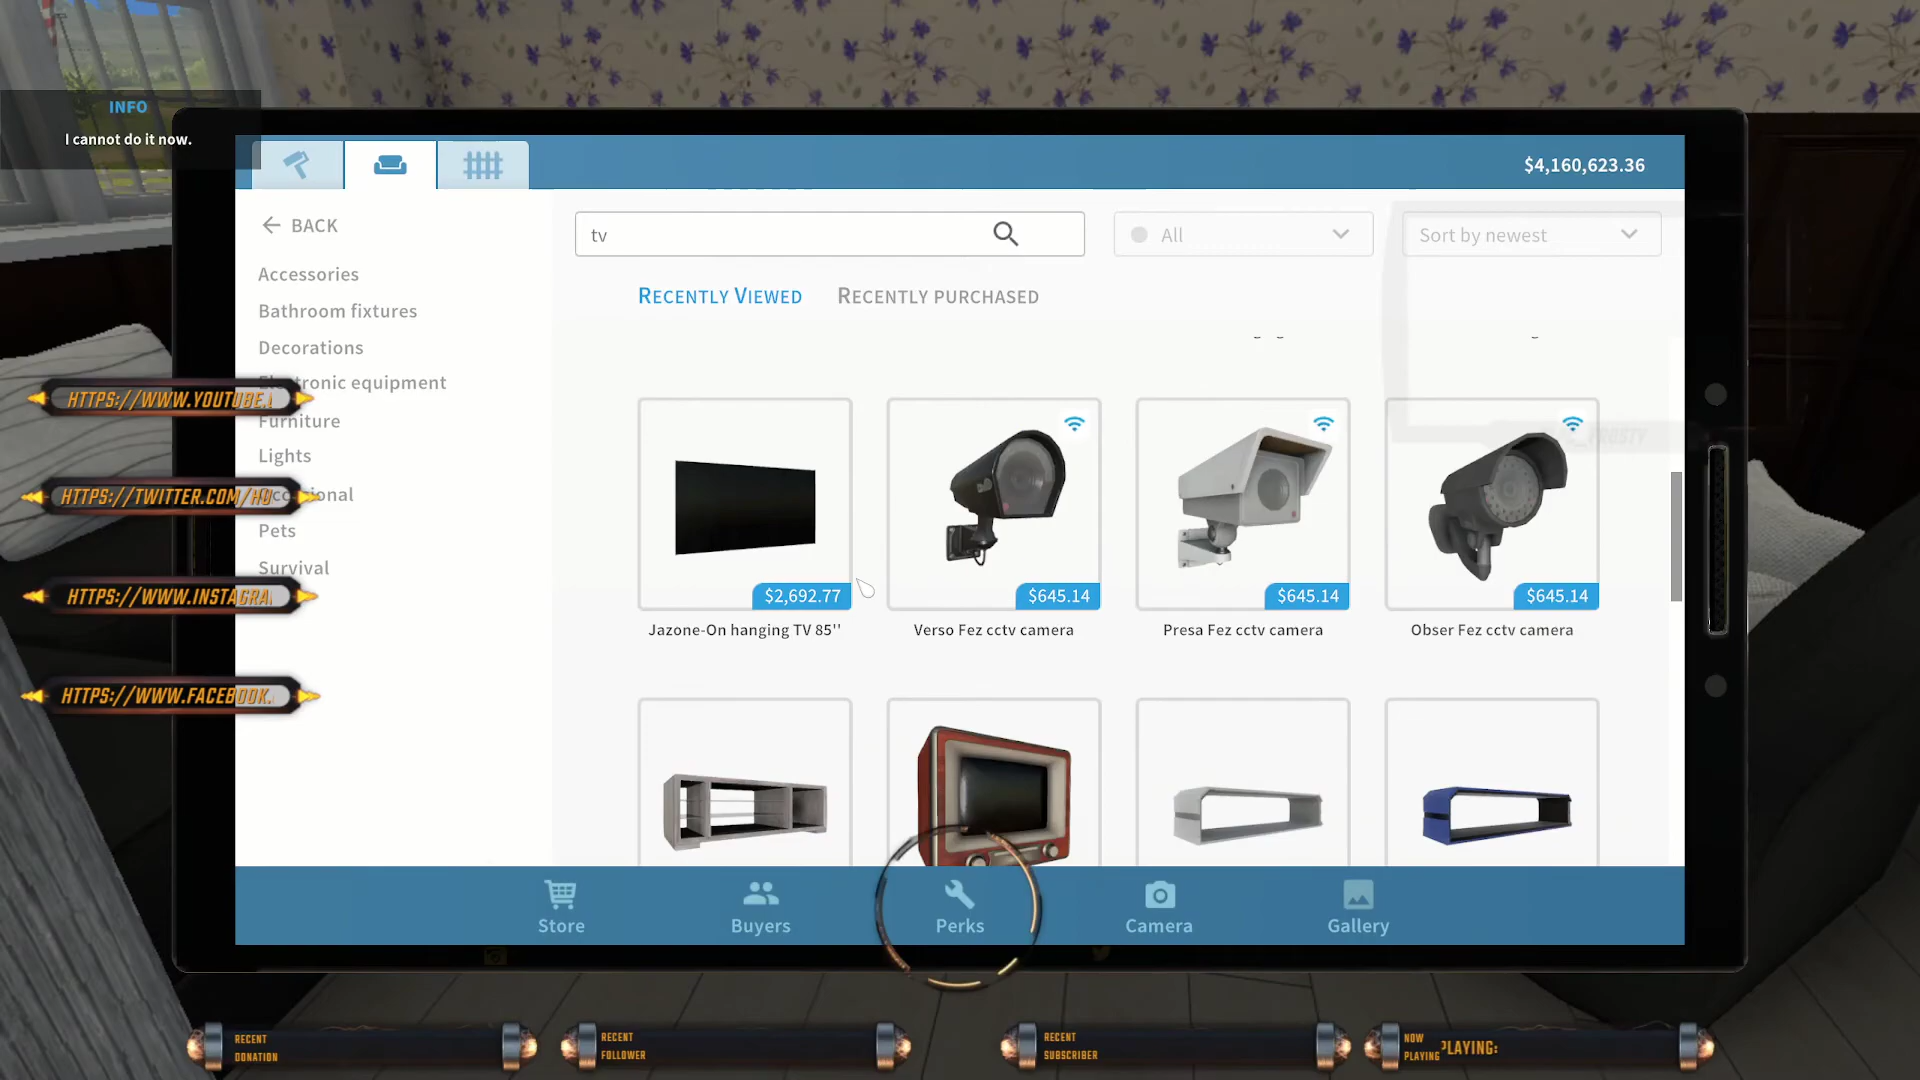 INFO
I cannot do it now.
$4,160,623.36
BACK
tv
All
Sort by newest
RECENTLY VIEWED
RECENTLY PURCHASED
Accessories
Bathroom fixtures
Decorations
Electronic equipment
Furniture
Lights
Occasional
Pets
Survival
HTTPS://WWW.YOUTUBE.
HTTPS://TWITTER.COM/HU
HTTPS://WWW.INSTAGRA
HTTPS://WWW.FACEBOOK.
_FROSTY
$2,692.77
$645.14
$645.14
$645.14
Jazone-On hanging TV 85''
Verso Fez cctv camera
Presa Fez cctv camera
Obser Fez cctv camera
Store
Buyers
Perks
Camera
Gallery
RECENT
DONATION
RECENT
FOLLOWER
RECENT
SUBSCRIBER
NOW
PLAYING
PLAYING: